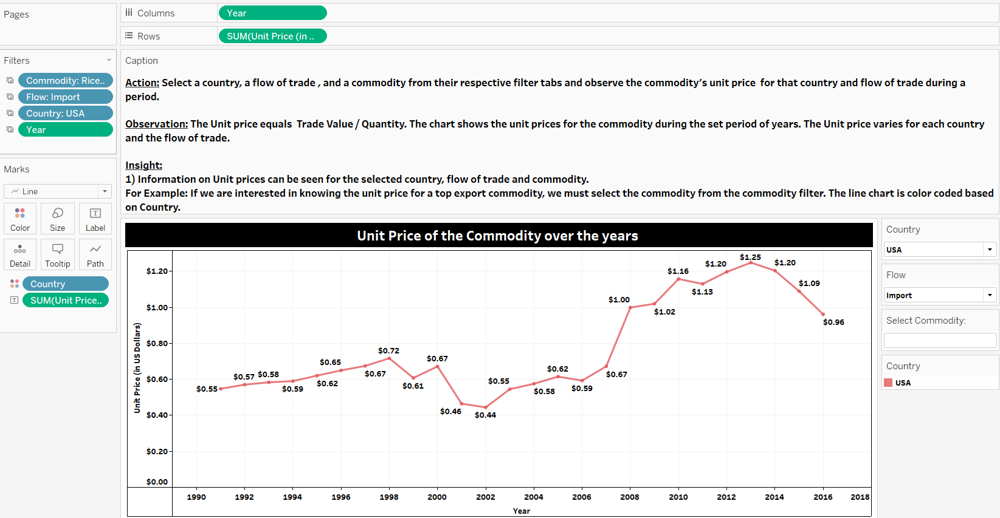 Pages
Columns
Year
Rows
SUM(Unit Price (in ..
Filters
Commodity: Rice..
Flow: Import
Country: USA
Year
Marks
Line
Color
Size
Label
Detail
Tooltip
Path
Country
SUM(Unit Price..
Caption
Action: Select a country, a flow of trade , and a commodity from their respective filter tabs and observe the commodity's unit price  for that country and flow of trade during a
period.
Observation: The Unit price equals  Trade Value / Quantity. The chart shows the unit prices for the commodity during the set period of years. The Unit price varies for each country
and the flow of trade.
Insight:
1) Information on Unit prices can be seen for the selected country, flow of trade and commodity.
For Example: If we are interested in knowing the unit price for a top export commodity, we must select the commodity from the commodity filter. The line chart is color coded based
on Country.
Unit Price of the Commodity over the years
Unit Price (in US Dollars)
$1.20
$1.00
$0.80
$0.60
$0.40
$0.20
$0.00
$0.55
$0.57
$0.58
$0.59
$0.62
$0.65
$0.67
$0.72
$0.61
$0.67
$0.46
$0.44
$0.55
$0.58
$0.62
$0.59
$0.67
$1.00
$1.02
$1.16
$1.13
$1.20
$1.25
$1.20
$1.09
$0.96
1990 1992 1994 1996 1998 2000 2002 2004 2006 2008 2010 2012 2014 2016 2018
Year
Country
USA
Flow
Import
Select Commodity:
Country
USA